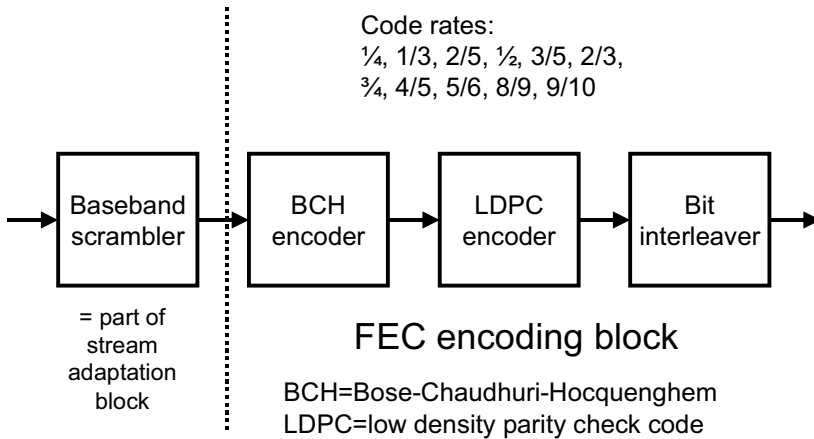 Code rates:
¼, 1/3, 2/5, ½, 3/5, 2/3,
¾, 4/5, 5/6, 8/9, 9/10
Baseband
scrambler
BCH
encoder
LDPC
encoder
Bit
interleaver
= part of
stream
adaptation
block
FEC encoding block
BCH=Bose-Chaudhuri-Hocquenghem
LDPC=low density parity check code